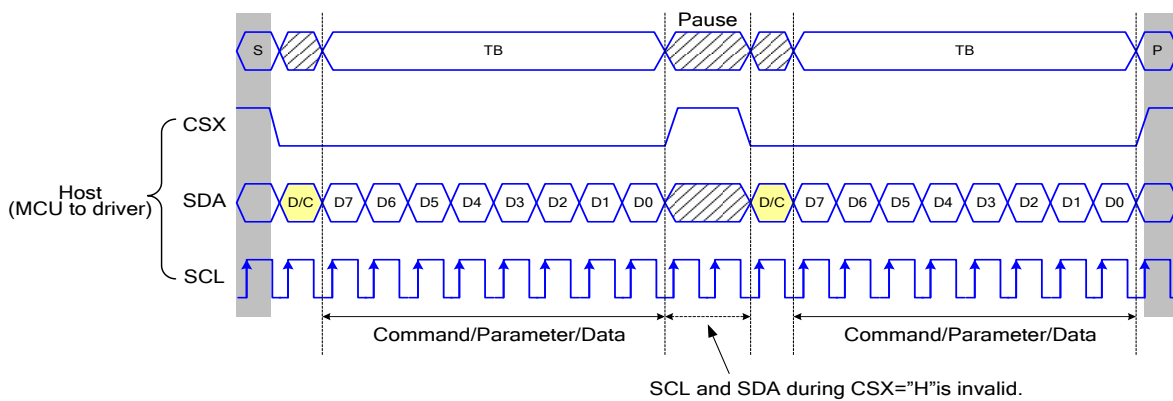 Pause
S TB TB P
CSX
Host
(MCU to driver)
SDA D/C D7 D6 D5 D4 D3 D2 D1 D0 D/C D7 D6 D5 D4 D3 D2 D1 D0
SCL
Command/Parameter/Data Command/Parameter/Data
SCL and SDA during CSX=”H”is invalid.